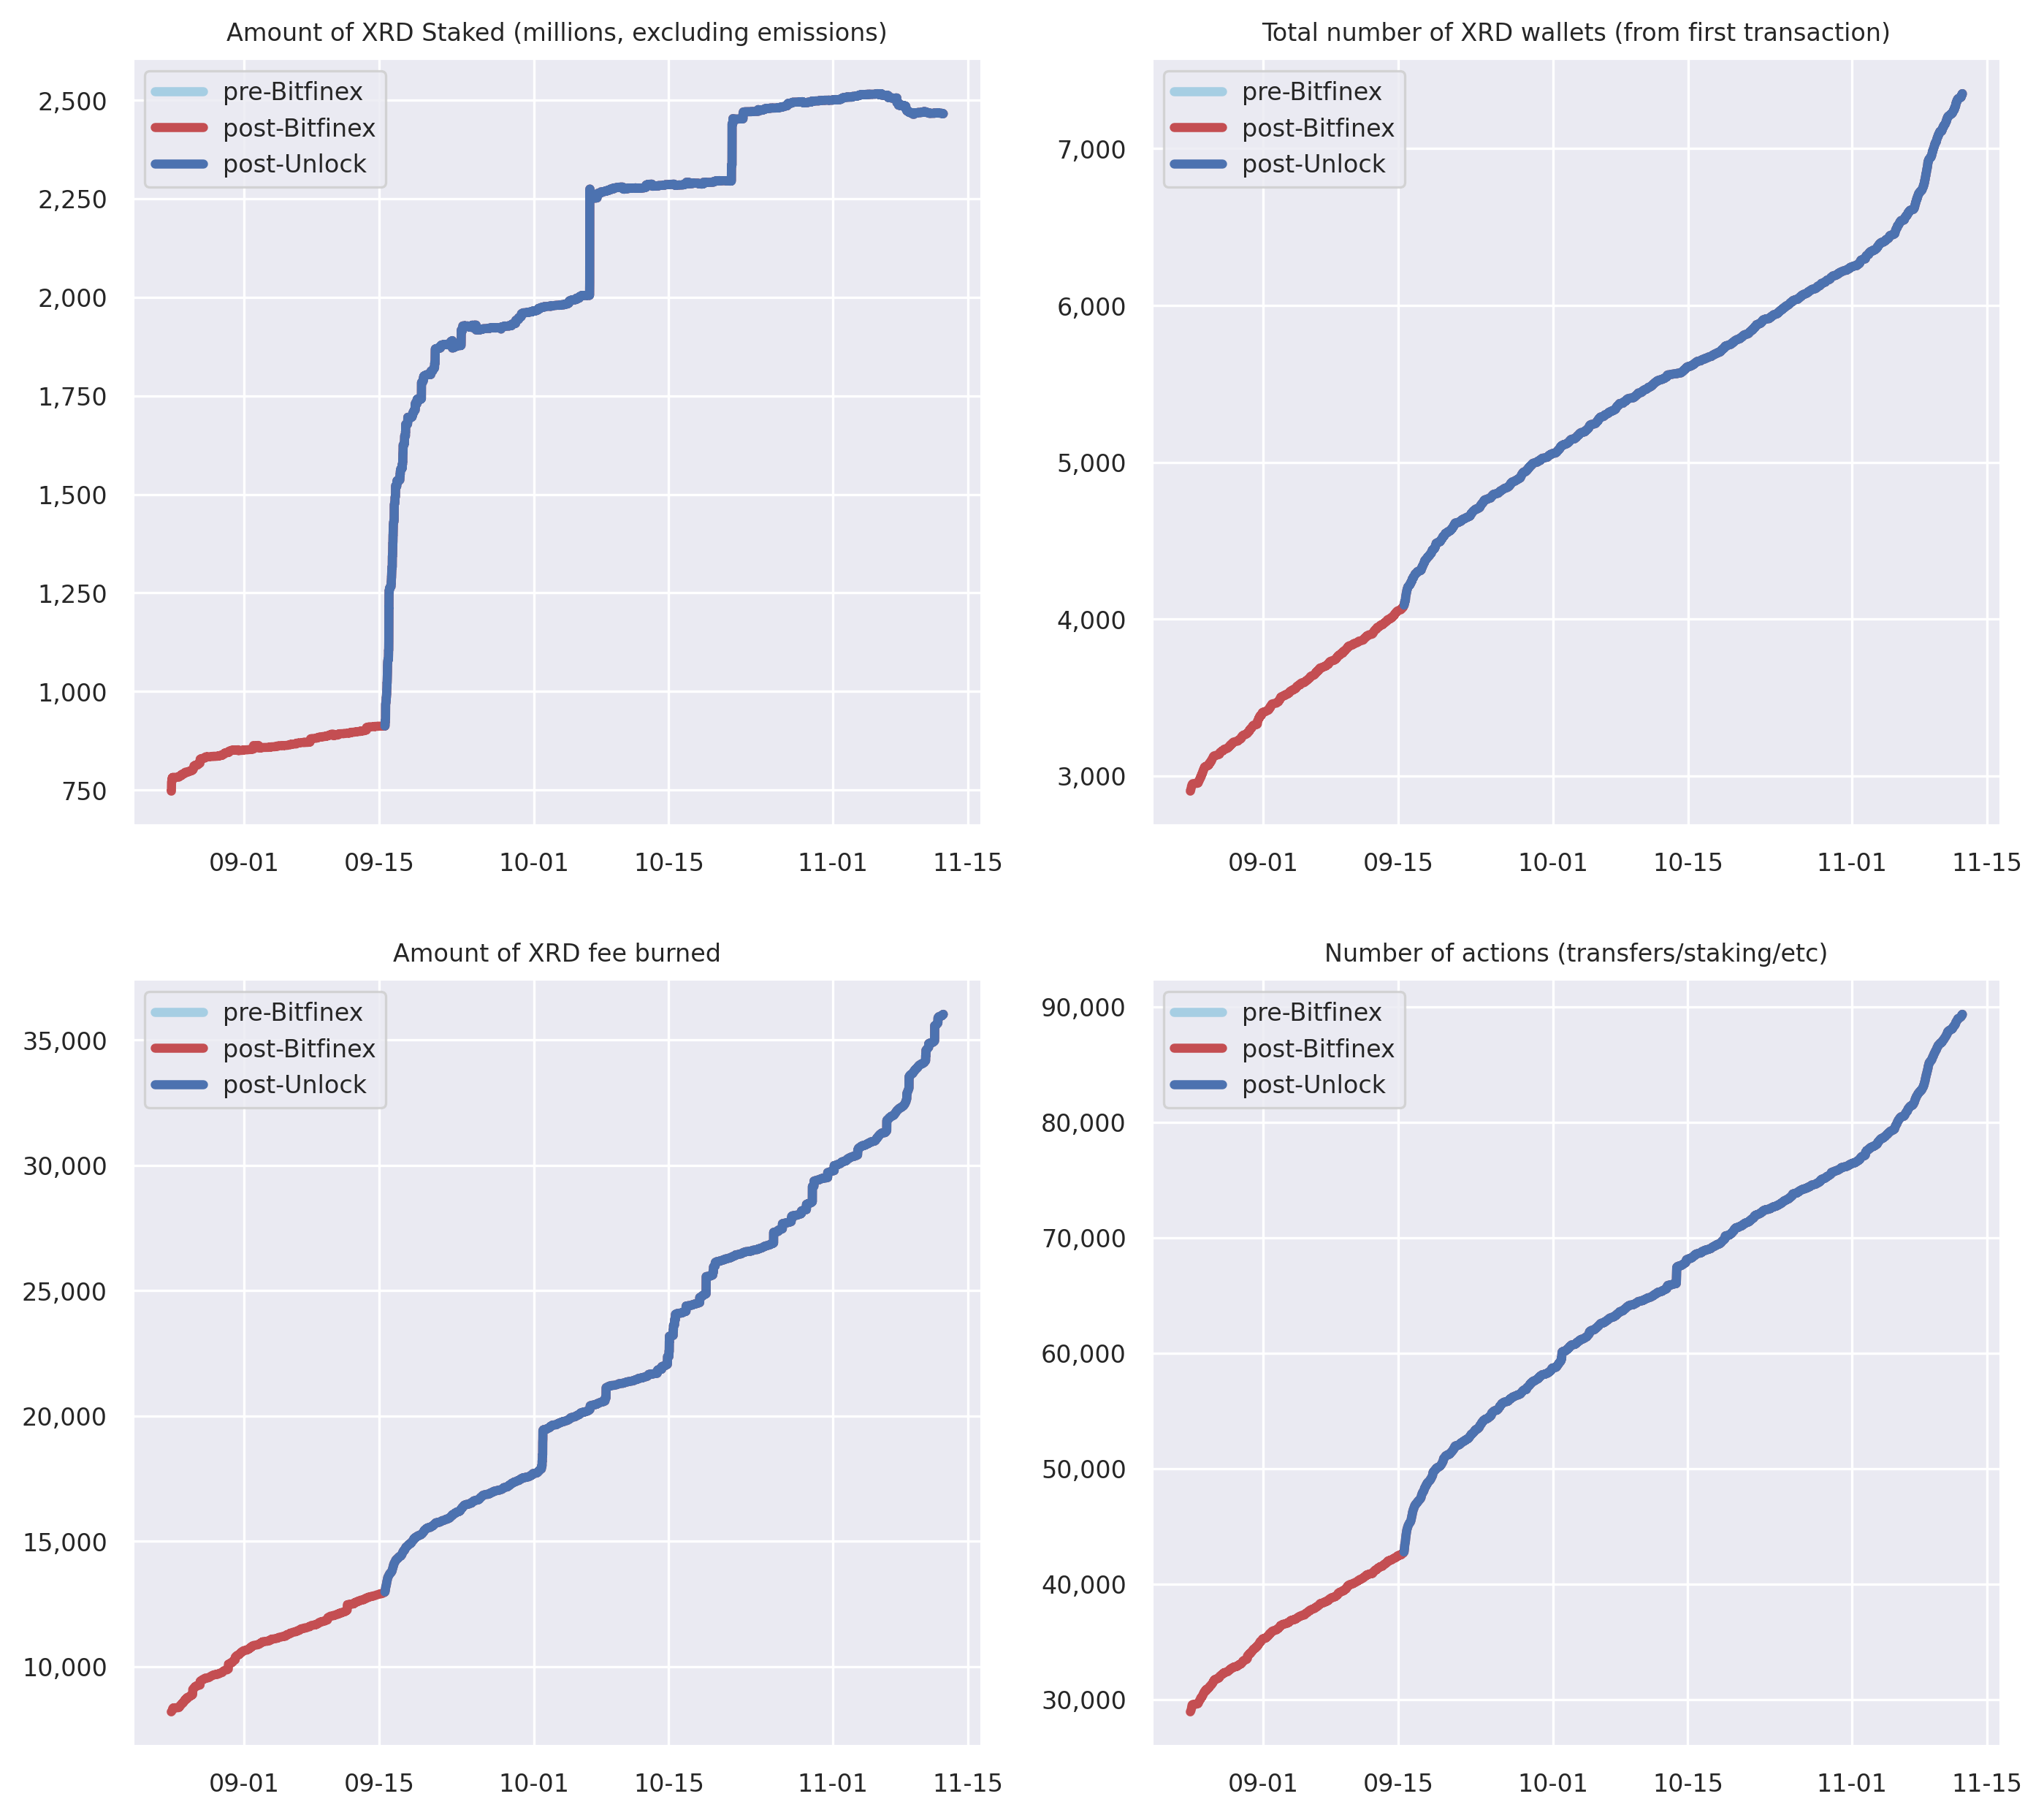 Amount of XRD Staked (millions, excluding emissions)
pre-Bitfinex
post-Bitfinex
post-Unlock
2,500
2,250
2,000
1,750
1,500
1,250
1,000
750
09-01 09-15 10-01 10-15 11-01 11-15
Total number of XRD wallets (from first transaction)
pre-Bitfinex
post-Bitfinex
post-Unlock
7,000
6,000
5,000
4,000
3,000
09-01 09-15 10-01 10-15 11-01 11-15
Amount of XRD fee burned
pre-Bitfinex
post-Bitfinex
post-Unlock
35,000
30,000
25,000
20,000
15,000
10,000
09-01 09-15 10-01 10-15 11-01 11-15
Number of actions (transfers/staking/etc)
pre-Bitfinex
post-Bitfinex
post-Unlock
90,000
80,000
70,000
60,000
50,000
40,000
30,000
09-01 09-15 10-01 10-15 11-01 11-15